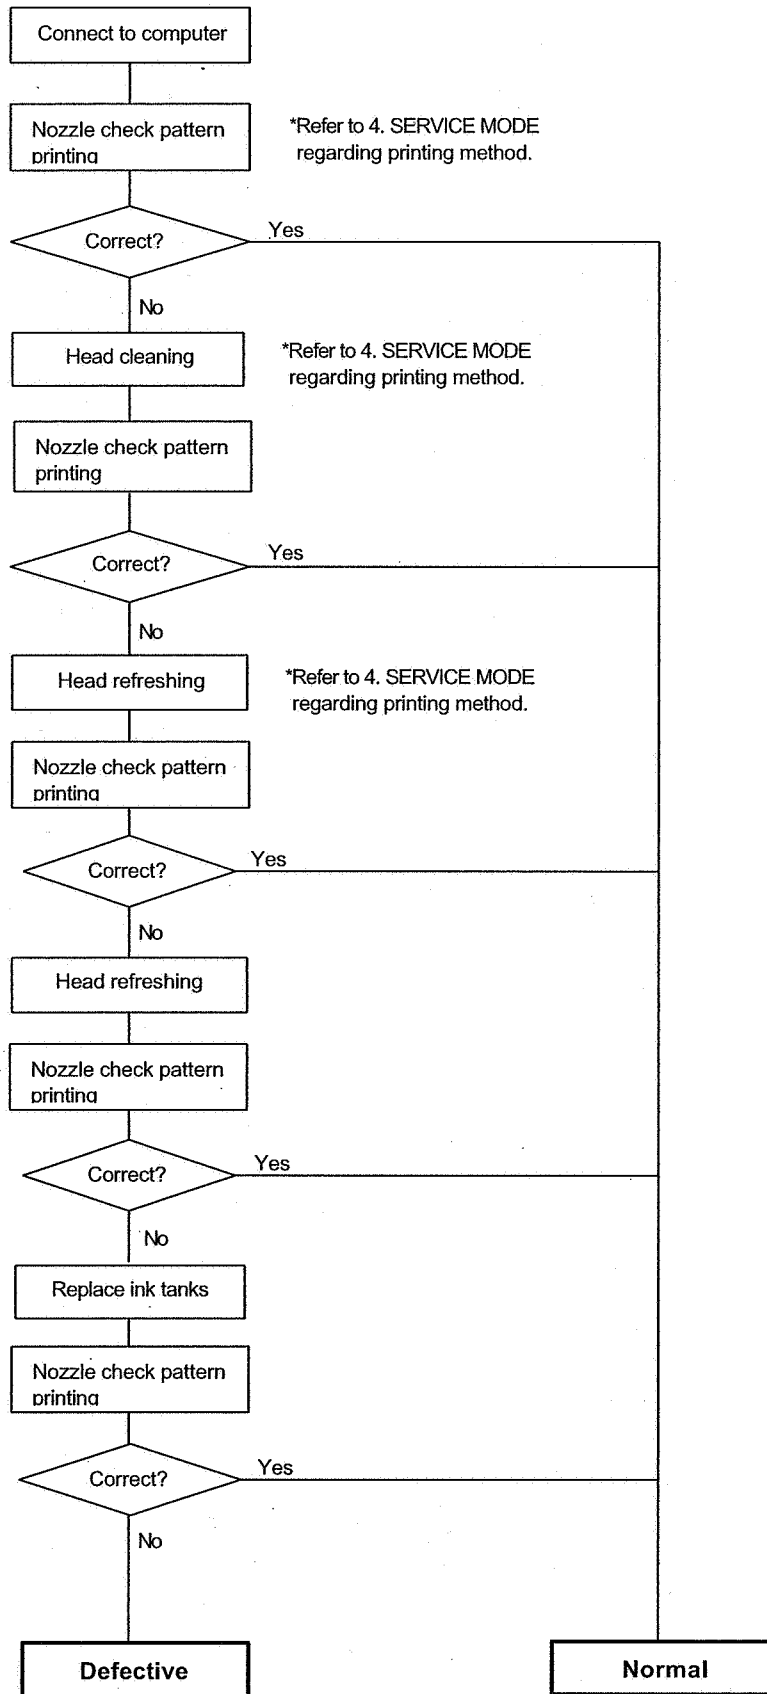 Connect to computer
Nozzle check pattern
printing
*Refer to 4. SERVICE MODE
regarding printing method.
Correct?
Yes
No
Head cleaning
*Refer to 4. SERVICE MODE
regarding printing method.
Nozzle check pattern
printing
Correct?
Yes
No
Head refreshing
*Refer to 4. SERVICE MODE
regarding printing method.
Nozzle check pattern
printing
Correct?
Yes
No
Head refreshing
Nozzle check pattern
printing
Correct?
Yes
No
Replace ink tanks
Nozzle check pattern
printing
Correct?
Yes
No
Defective
Normal